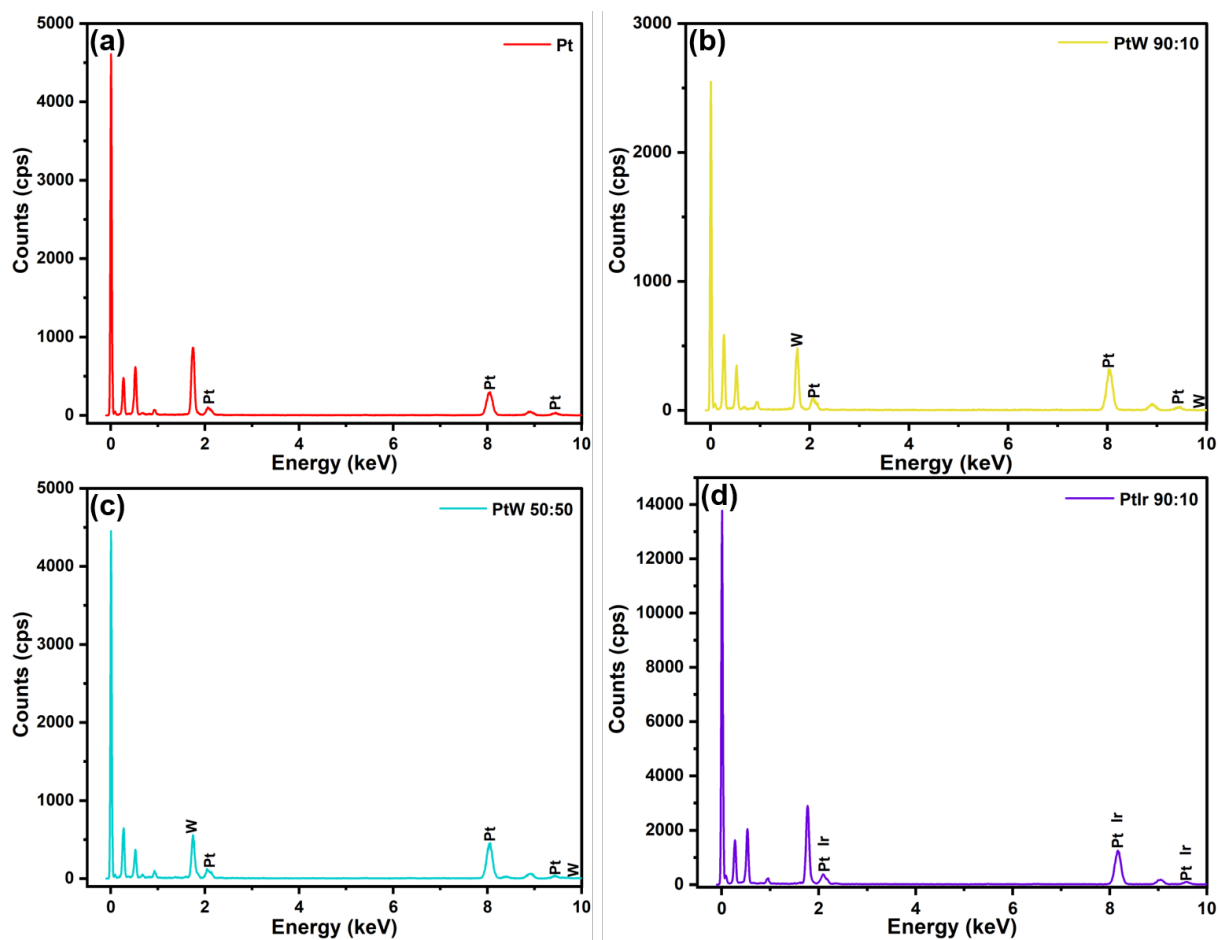 (a)
Pt
5000
4000
3000
2000
1000
0
Counts (cps)
Pt
Pt
Pt
0 2 4 6 8 10
Energy (keV)
(b)
PtW 90:10
3000
2000
1000
0
Counts (cps)
W
Pt
Pt
Pt
W
0 2 4 6 8 10
Energy (keV)
(c)
PtW 50:50
5000
4000
3000
2000
1000
0
Counts (cps)
W
Pt
Pt
Pt
W
0 2 4 6 8 10
Energy (keV)
(d)
PtIr 90:10
14000
12000
10000
8000
6000
4000
2000
0
Counts (cps)
Pt Ir
Pt Ir
Pt Ir
0 2 4 6 8 10
Energy (keV)